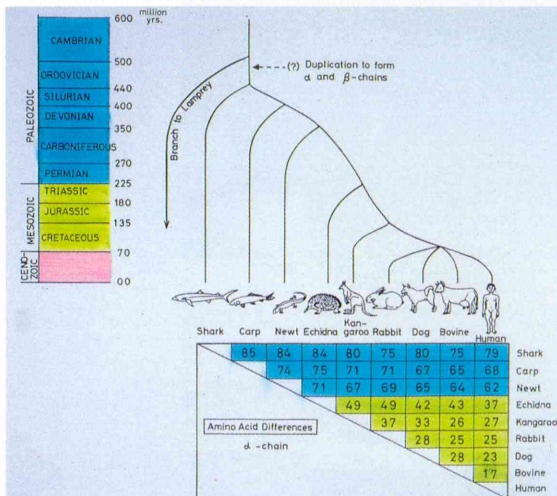 million
yrs.
600
CAMBRIAN
500
ORDOVICIAN
440
SILURIAN
400
DEVONIAN
350
CARBONIFEROUS
270
PERMIAN
225
TRIASSIC
180
JURASSIC
135
CRETACEOUS
70
00
PALEOZOIC
MESOZOIC
CENO-
ZOIC
(?) Duplication to form
α and β-chains
Branch to Lamprey
Shark Carp Newt Echidna Kan-
garoo Rabbit Dog Bovine Human
85 84 84 80 75 80 75 79 Shark
74 75 71 71 67 65 68 Carp
71 67 69 65 64 62 Newt
49 49 42 43 37 Echidna
37 33 26 27 Kangaroo
28 25 25 Rabbit
28 23 Dog
17 Bovine
Human
Amino Acid Differences
α-chain